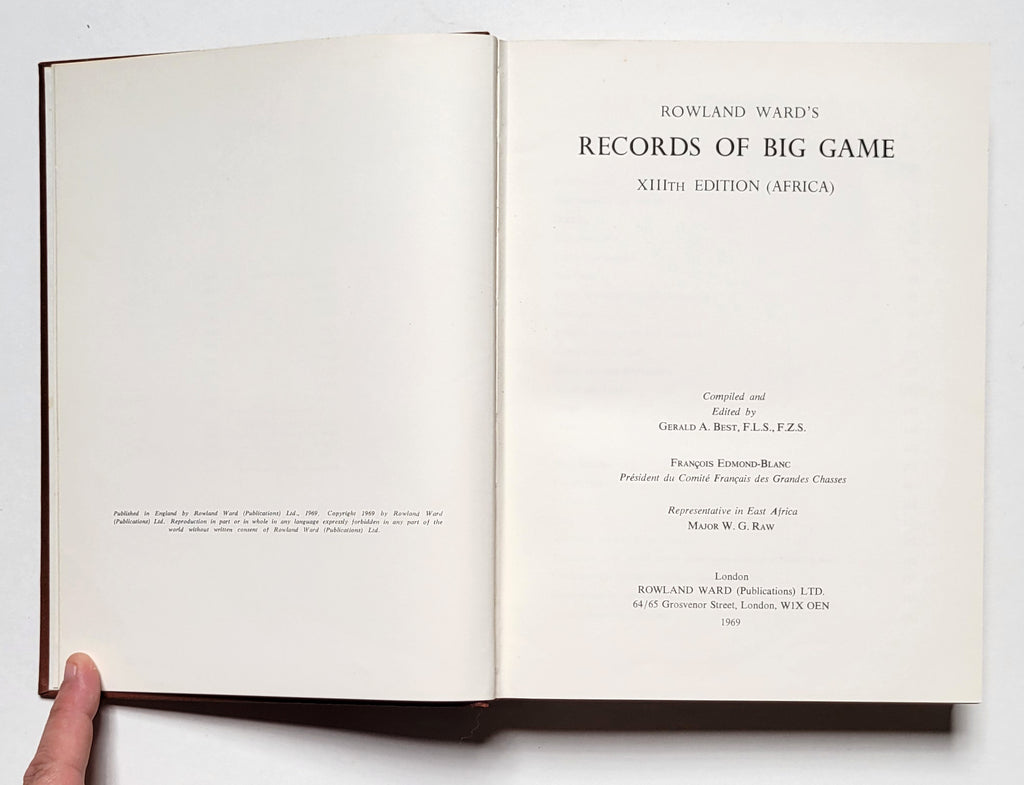 Published in England by Rowland Ward (Publications) Ltd., 1969. Copyright 1969 by Rowland Ward
(Publications) Ltd. Reproduction in part or in whole in any language expressly forbidden in any part of the
world without written consent of Rowland Ward (Publications) Ltd.
ROWLAND WARD'S
RECORDS OF BIG GAME
XIIITH EDITION (AFRICA)
Compiled and
Edited by
GERALD A. BEST, F.L.S., F.Z.S.
FRANÇOIS EDMOND-BLANC
Président du Comité Français des Grandes Chasses
Representative in East Africa
MAJOR W. G. RAW
London
ROWLAND WARD (Publications) LTD.
64/65 Grosvenor Street, London, W1X OEN
1969